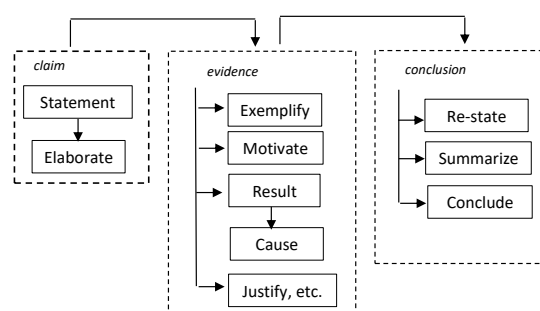 claim
Statement
Elaborate
evidence
Exemplify
Motivate
Result
Cause
Justify, etc.
conclusion
Re-state
Summarize
Conclude